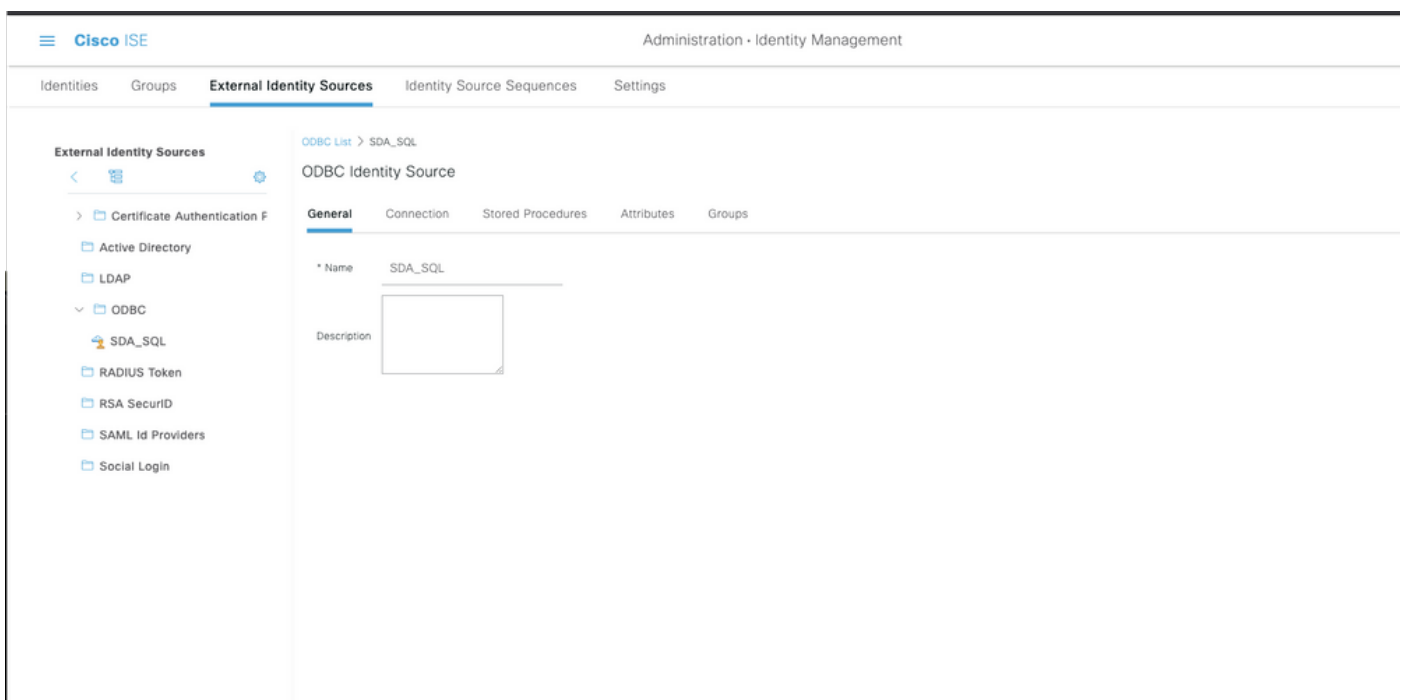 Cisco ISE
Administration · Identity Management
Identities Groups External Identity Sources Identity Source Sequences Settings
External Identity Sources
Certificate Authentication F
Active Directory
LDAP
ODBC
SDA_SQL
RADIUS Token
RSA SecurID
SAML Id Providers
Social Login
ODBC List > SDA_SQL
ODBC Identity Source
General Connection Stored Procedures Attributes Groups
* Name SDA_SQL
Description